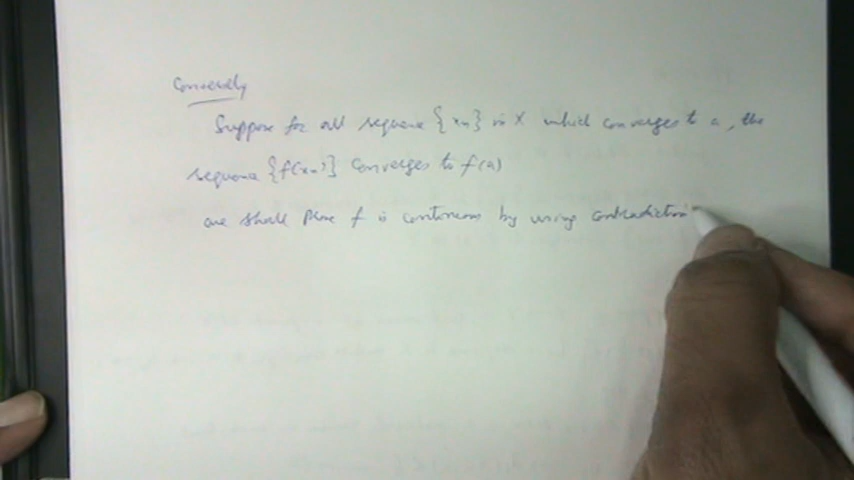 Conversely
Suppose for all sequence {xn} in X which converges to a, the
sequence {f(xn)} converges to f(a)
we shall prove f is continuous by using contradiction